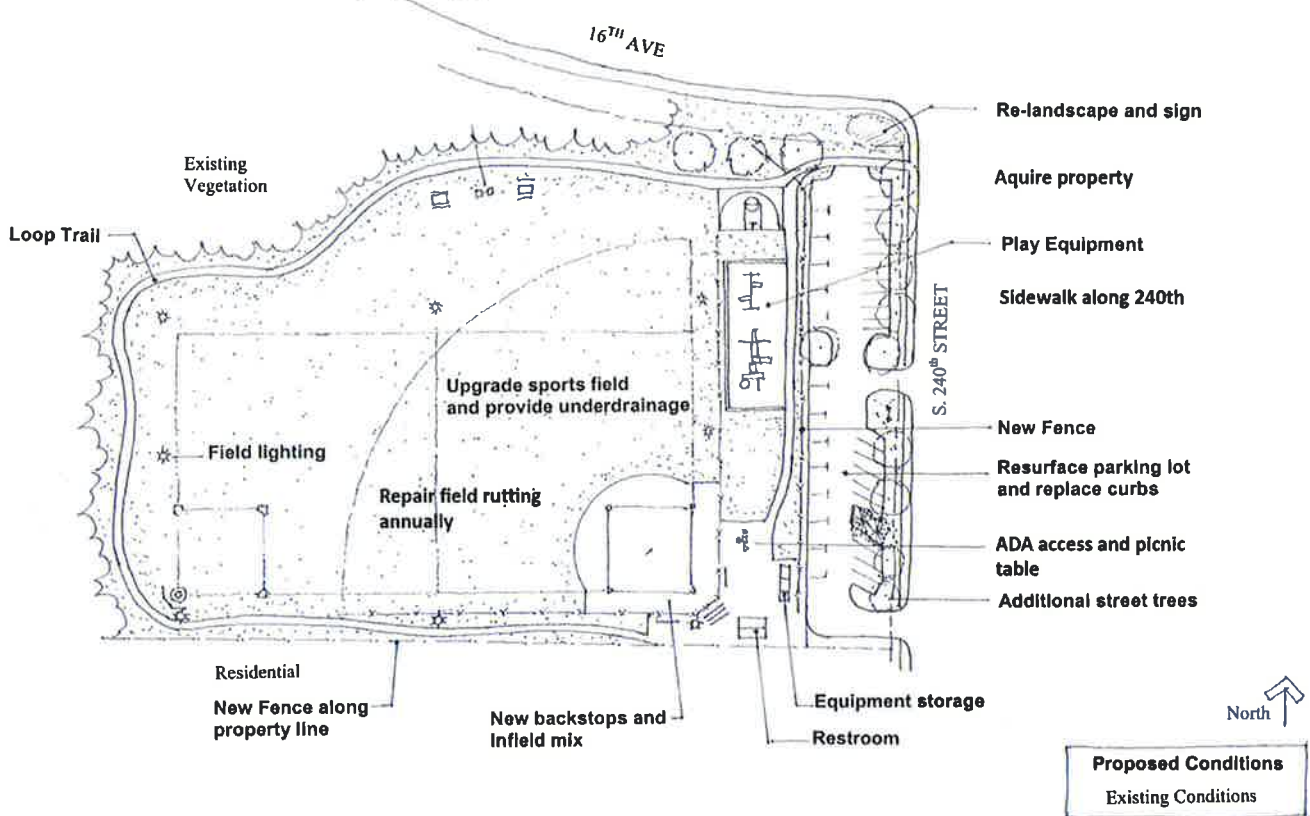 16TH AVE
Re-landscape and sign
Existing
Vegetation
Aquire property
Loop Trail
Play Equipment
Sidewalk along 240th
S. 240th STREET
Upgrade sports field
and provide underdrainage
New Fence
Field lighting
Resurface parking lot
and replace curbs
Repair field rutting
annually
ADA access and picnic
table
Additional street trees
Residential
New Fence along
property line
New backstops and
Infield mix
Equipment storage
Restroom
North
Proposed Conditions
Existing Conditions